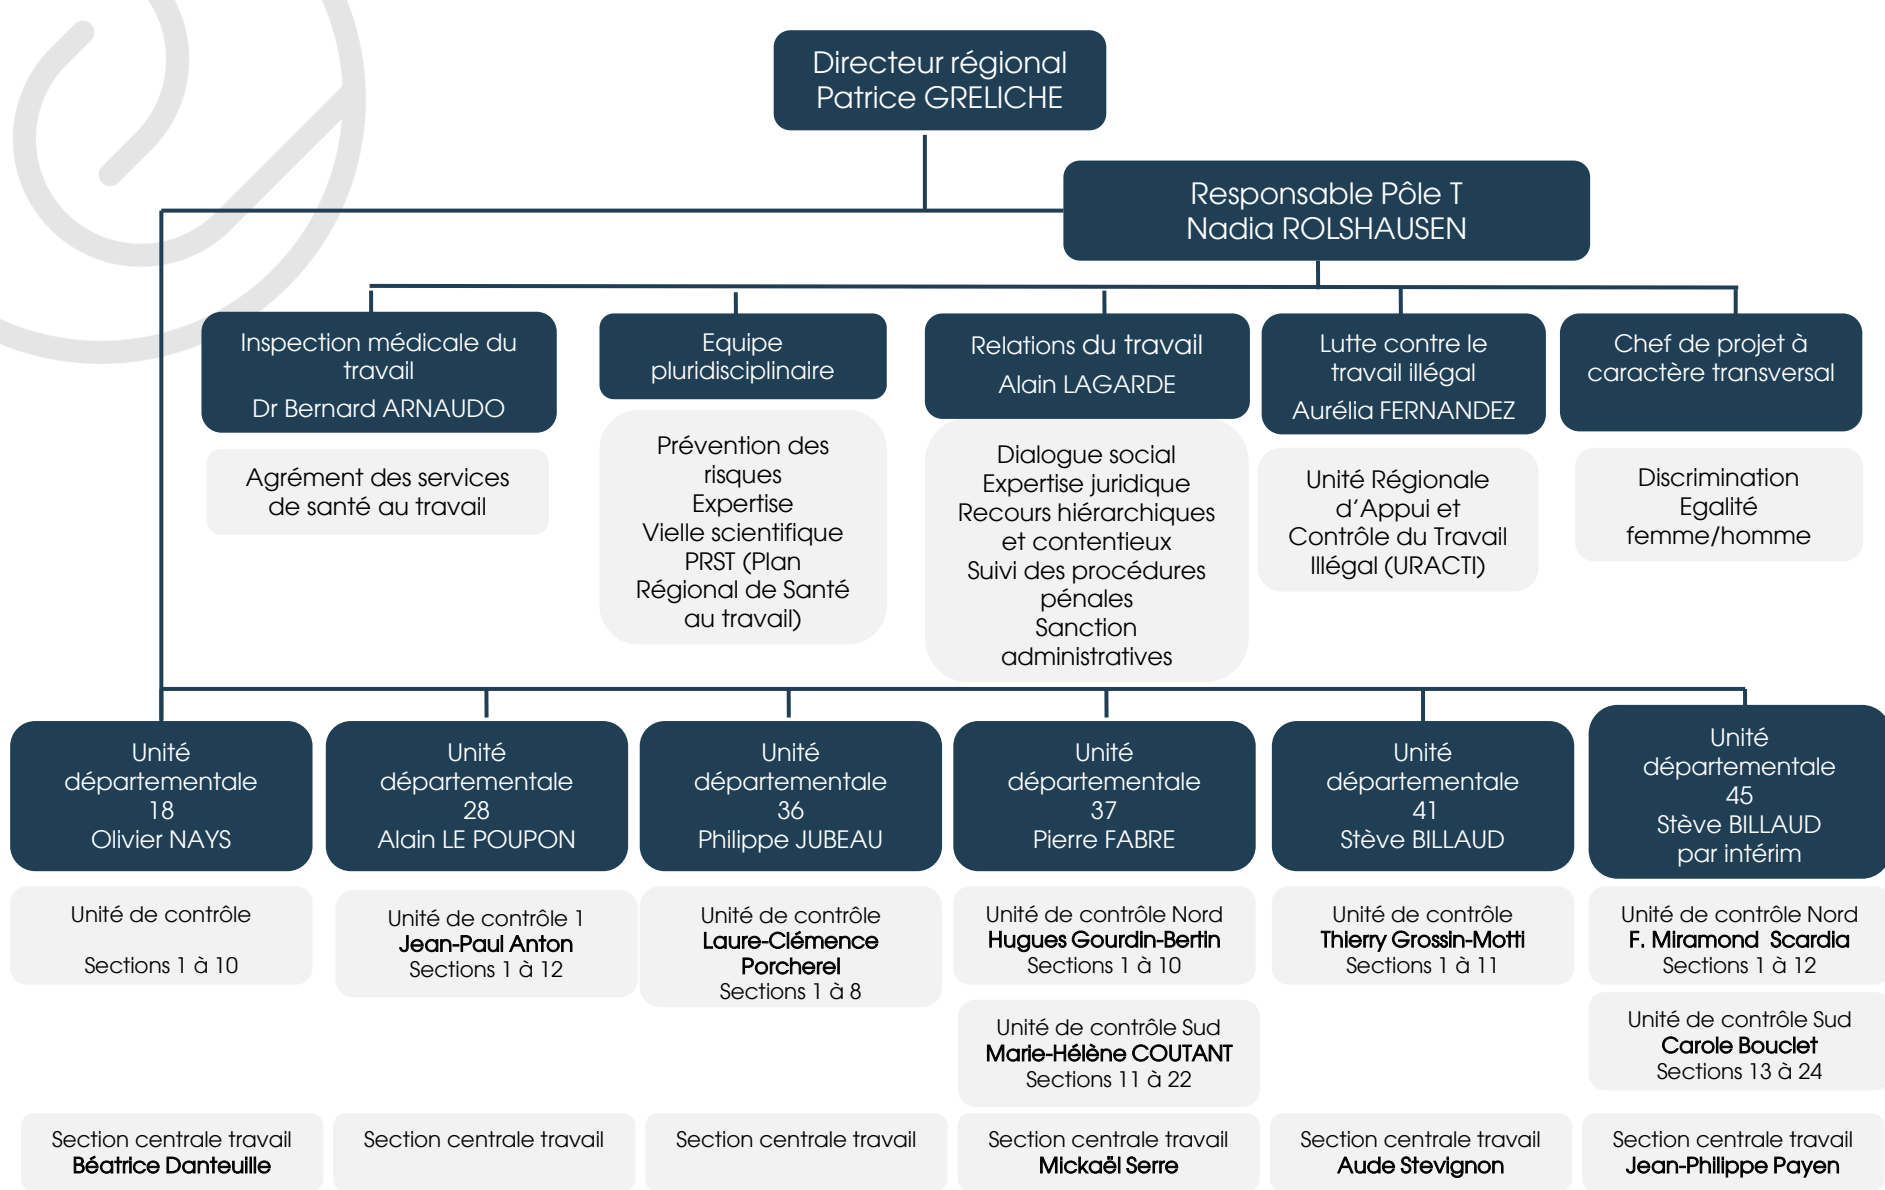 Directeur régional
Patrice GRELICHE
Responsable Pôle T
Nadia ROLSHAUSEN
Inspection médicale du
travail
Dr Bernard ARNAUDO
Agrément des services
de santé au travail
Equipe
pluridisciplinaire
Prévention des
risques
Expertise
Vielle scientifique
PRST (Plan
Régional de Santé
au travail)
Relations du travail
Alain LAGARDE
Dialogue social
Expertise juridique
Recours hiérarchiques
et contentieux
Suivi des procédures
pénales
Sanction
administratives
Lutte contre le
travail illégal
Aurélia FERNANDEZ
Unité Régionale
d’Appui et
Contrôle du Travail
Illégal (URACTI)
Chef de projet à
caractère transversal
Discrimination
Egalité
femme/homme
Unité
départementale
18
Olivier NAYS
Unité de contrôle
Sections 1 à 10
Section centrale travail
Béatrice Danteuille
Unité
départementale
28
Alain LE POUPON
Unité de contrôle 1
Jean-Paul Anton
Sections 1 à 12
Section centrale travail
Unité
départementale
36
Philippe JUBEAU
Unité de contrôle
Laure-Clémence
Porcherel
Sections 1 à 8
Section centrale travail
Unité
départementale
37
Pierre FABRE
Unité de contrôle Nord
Hugues Gourdin-Bertin
Sections 1 à 10
Unité de contrôle Sud
Marie-Hélène COUTANT
Sections 11 à 22
Section centrale travail
Mickaël Serre
Unité
départementale
41
Stève BILLAUD
Unité de contrôle
Thierry Grossin-Motti
Sections 1 à 11
Section centrale travail
Aude Stevignon
Unité
départementale
45
Stève BILLAUD
par intérim
Unité de contrôle Nord
F. Miramond  Scardia
Sections 1 à 12
Unité de contrôle Sud
Carole Bouclet
Sections 13 à 24
Section centrale travail
Jean-Philippe Payen